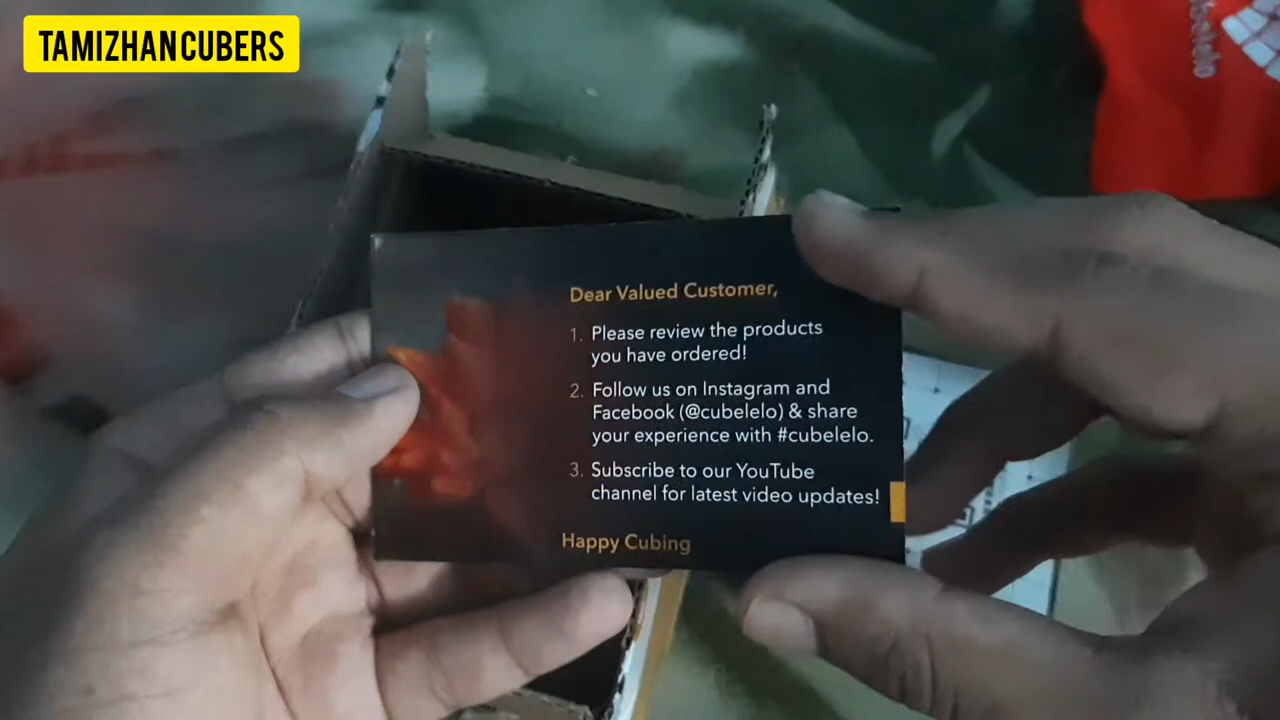 TAMIZHAN CUBERS
cubelelo
Dear Valued Customer,
1. Please review the products
you have ordered!
2. Follow us on Instagram and
Facebook (@cubelelo) & share
your experience with #cubelelo.
3. Subscribe to our YouTube
channel for latest video updates!
Happy Cubing